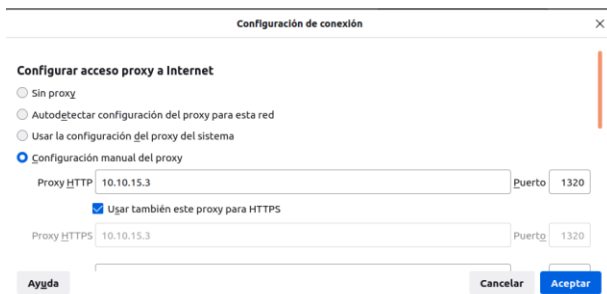 Configuración de conexión
Configurar acceso proxy a Internet
Sin proxy
Autodetectar configuración del proxy para esta red
Usar la configuración del proxy del sistema
Configuración manual del proxy
Proxy HTTP 10.10.15.3 Puerto 1320
Usar también este proxy para HTTPS
Proxy HTTPS 10.10.15.3 Puerto 1320
Ayuda Cancelar Aceptar